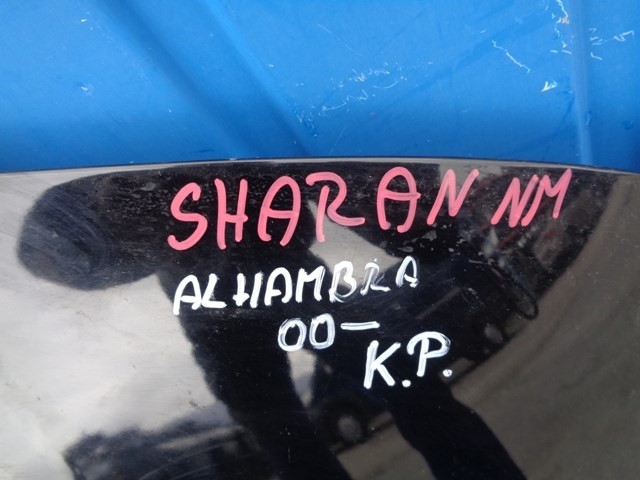 SHARAN NM
ALHAMBRA
00-
K.P.